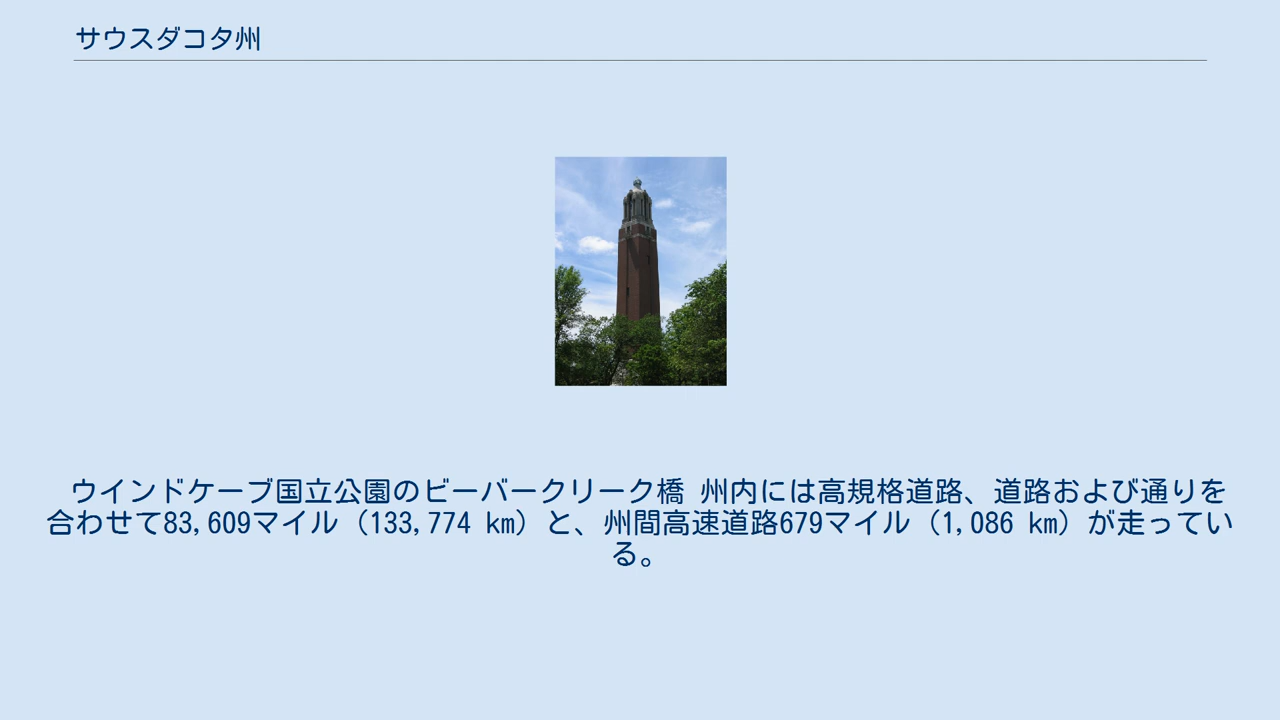 サウスダコタ州
ウインドケーブ国立公園のビーバークリーク橋 州内には高規格道路、道路および通りを
合わせて83,609マイル（133,774 km）と、州間高速道路679マイル（1,086 km）が走ってい
る。